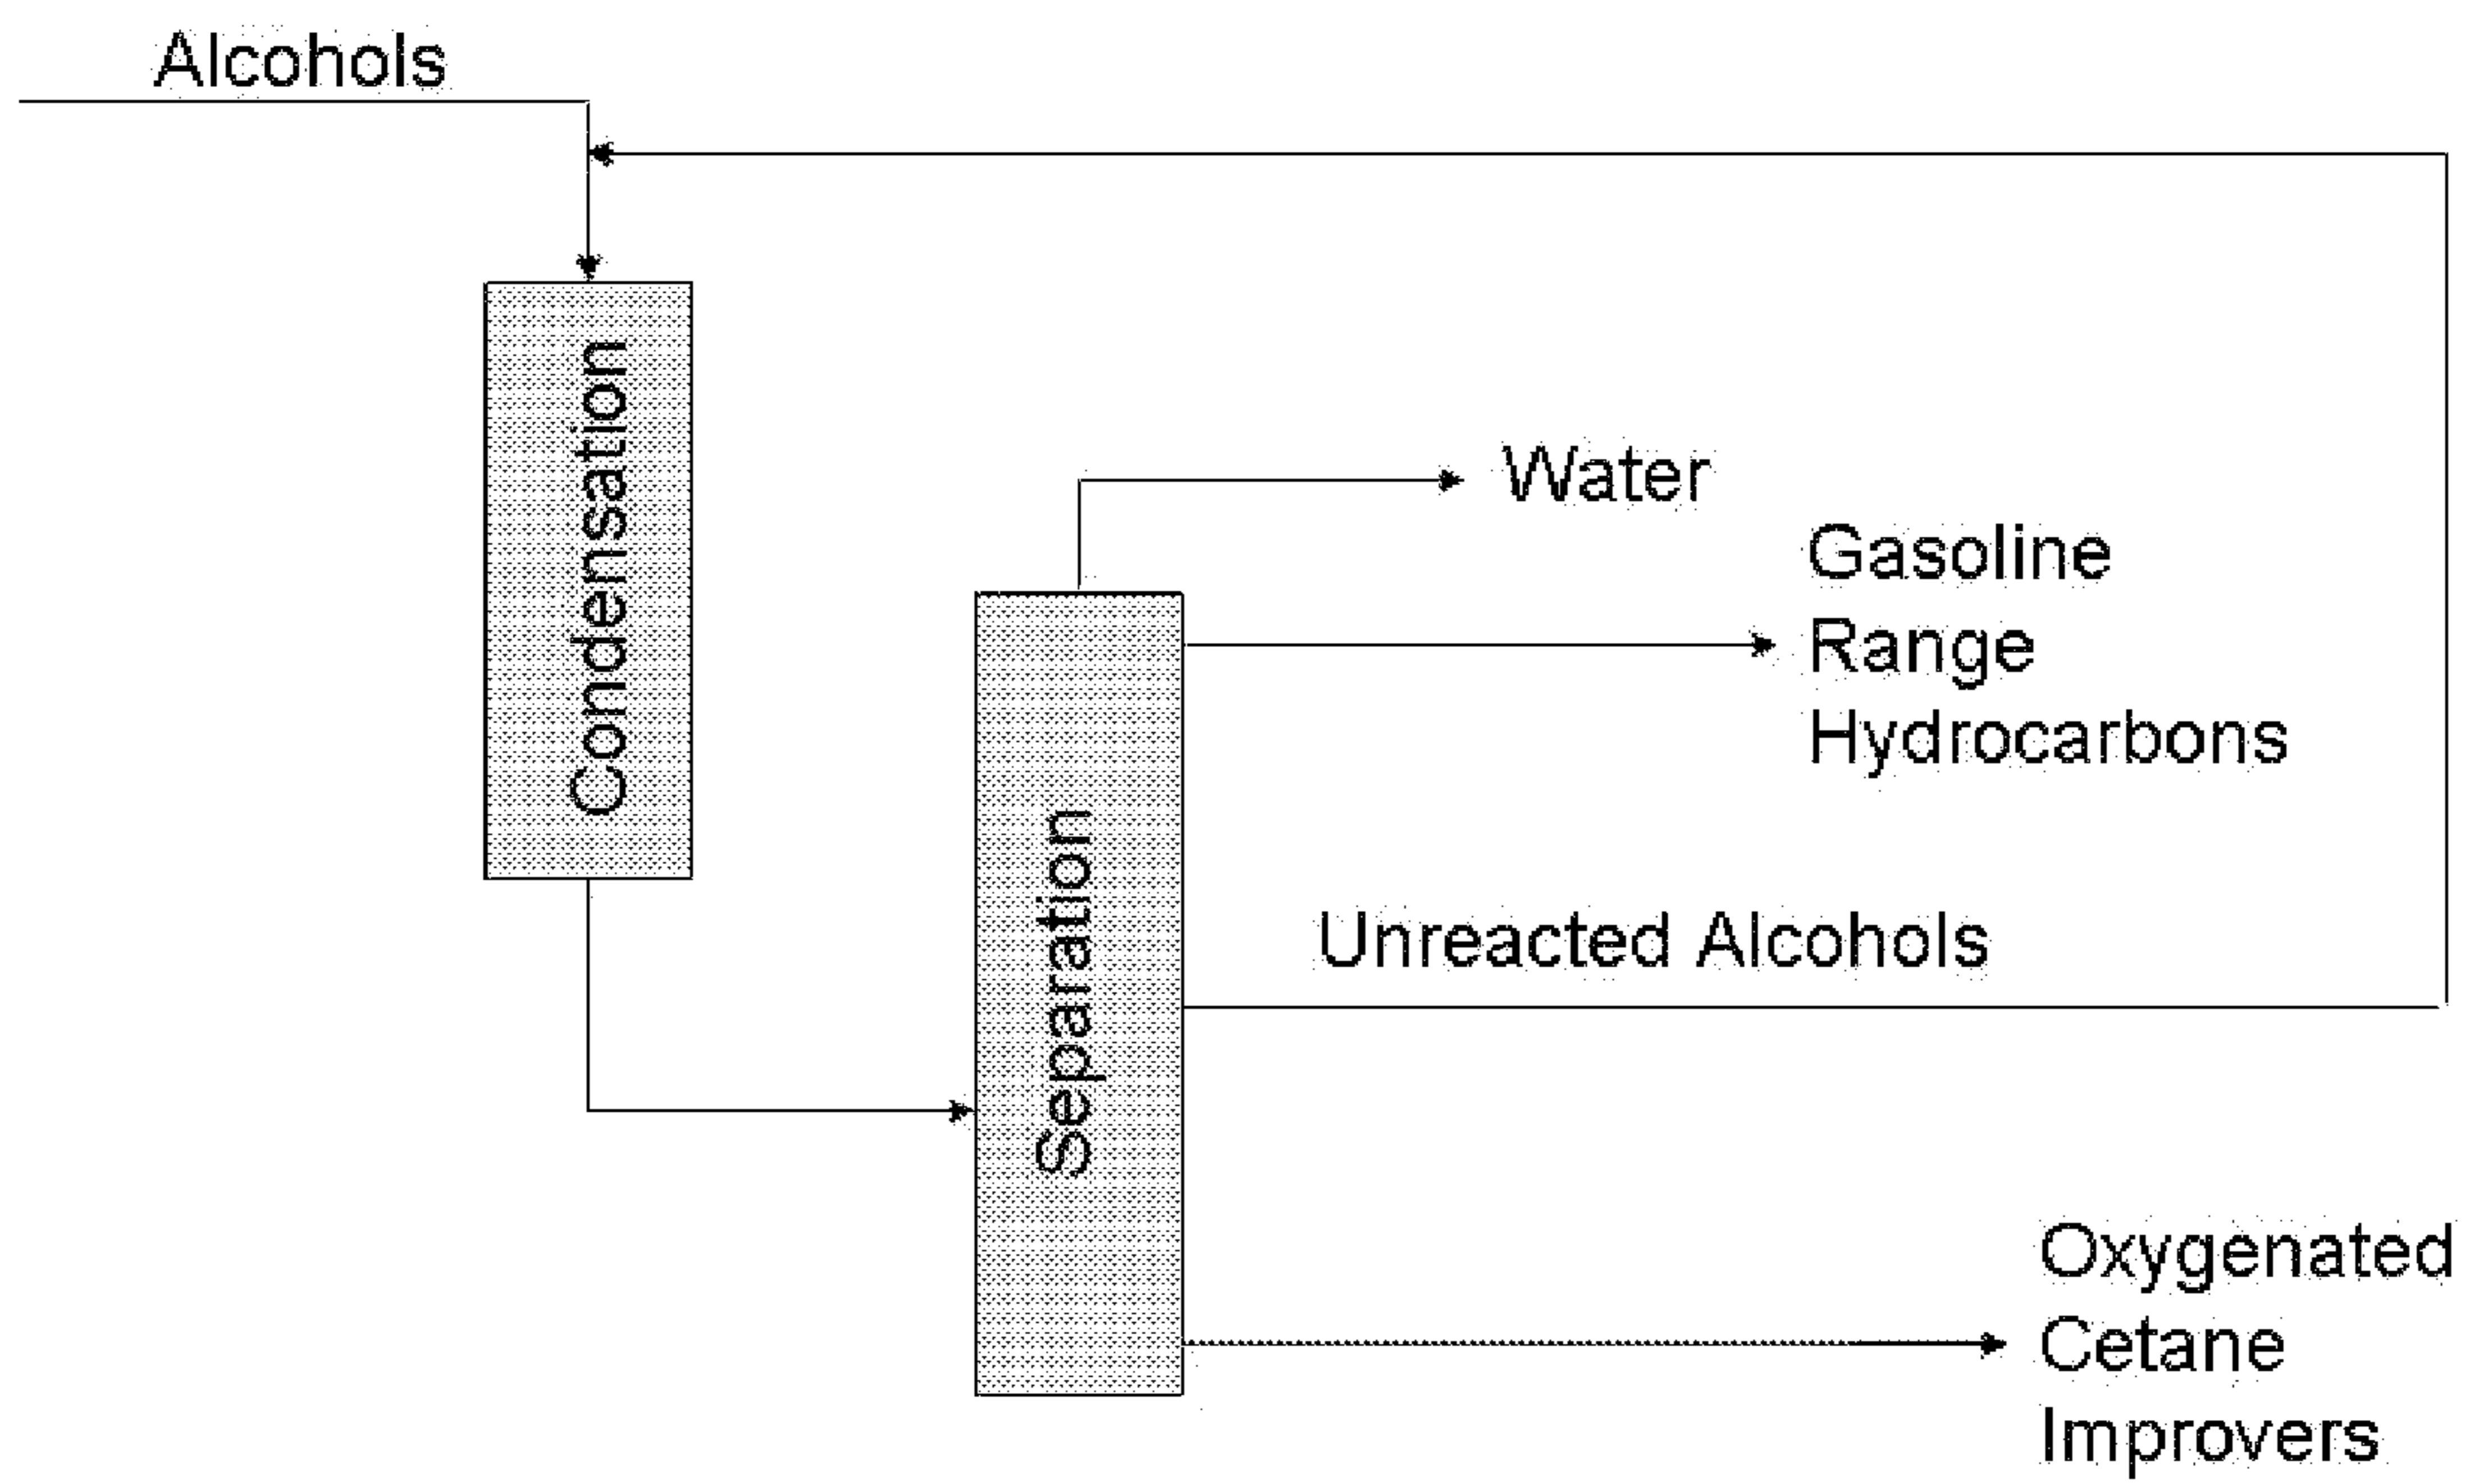 Alcohols
Condensation
Water
Gasoline
Range
Hydrocarbons
Separation
Unreacted Alcohols
Oxygenated
Cetane
Improvers